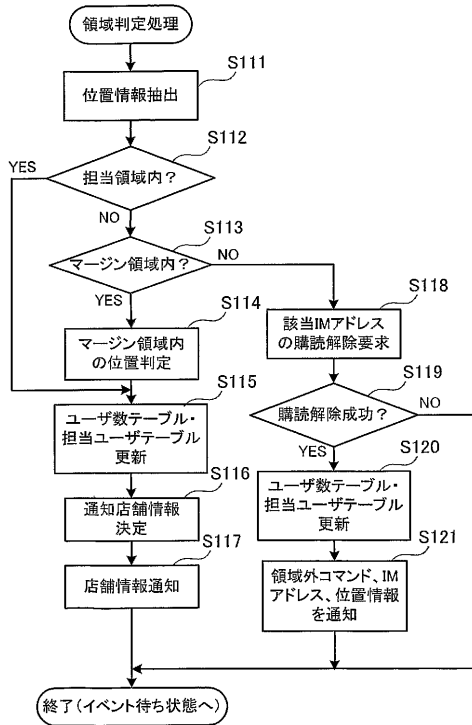 領域判定処理
S111
位置情報抽出
S112
YES
担当領域内?
NO
S113
マージン領域内?
NO
YES
S114
マージン領域内
の位置判定
S115
ユーザ数テーブル・
担当ユーザテーブル
更新
S116
通知店舗情報
決定
S117
店舗情報通知
S118
該当IMアドレス
の購読解除要求
S119
購読解除成功?
NO
YES
S120
ユーザ数テーブル・
担当ユーザテーブル
更新
S121
領域外コマンド、IM
アドレス、位置情報
を通知
終了(イベント待ち状態へ)